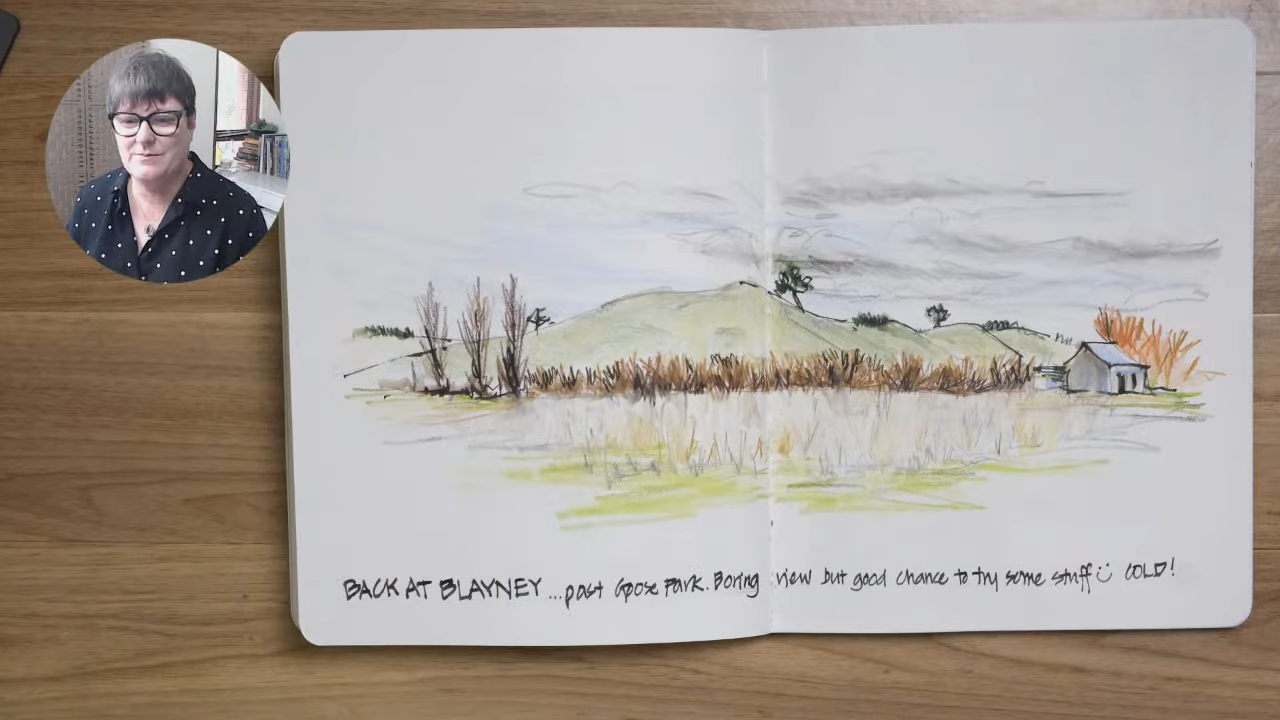 BACK AT BLAYNEY...past Goose Park. Boring view but good chance to try some stuff☺ COLD!